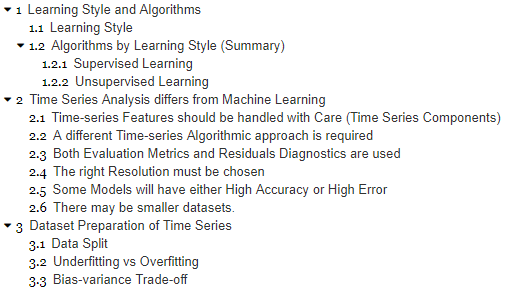 1 Learning Style and Algorithms
1.1 Learning Style
1.2 Algorithms by Learning Style (Summary)
1.2.1 Supervised Learning
1.2.2 Unsupervised Learning
2 Time Series Analysis differs from Machine Learning
2.1 Time-series Features should be handled with Care (Time Series Components)
2.2 A different Time-series Algorithmic approach is required
2.3 Both Evaluation Metrics and Residuals Diagnostics are used
2.4 The right Resolution must be chosen
2.5 Some Models will have either High Accuracy or High Error
2.6 There may be smaller datasets.
3 Dataset Preparation of Time Series
3.1 Data Split
3.2 Underfitting vs Overfitting
3.3 Bias-variance Trade-off